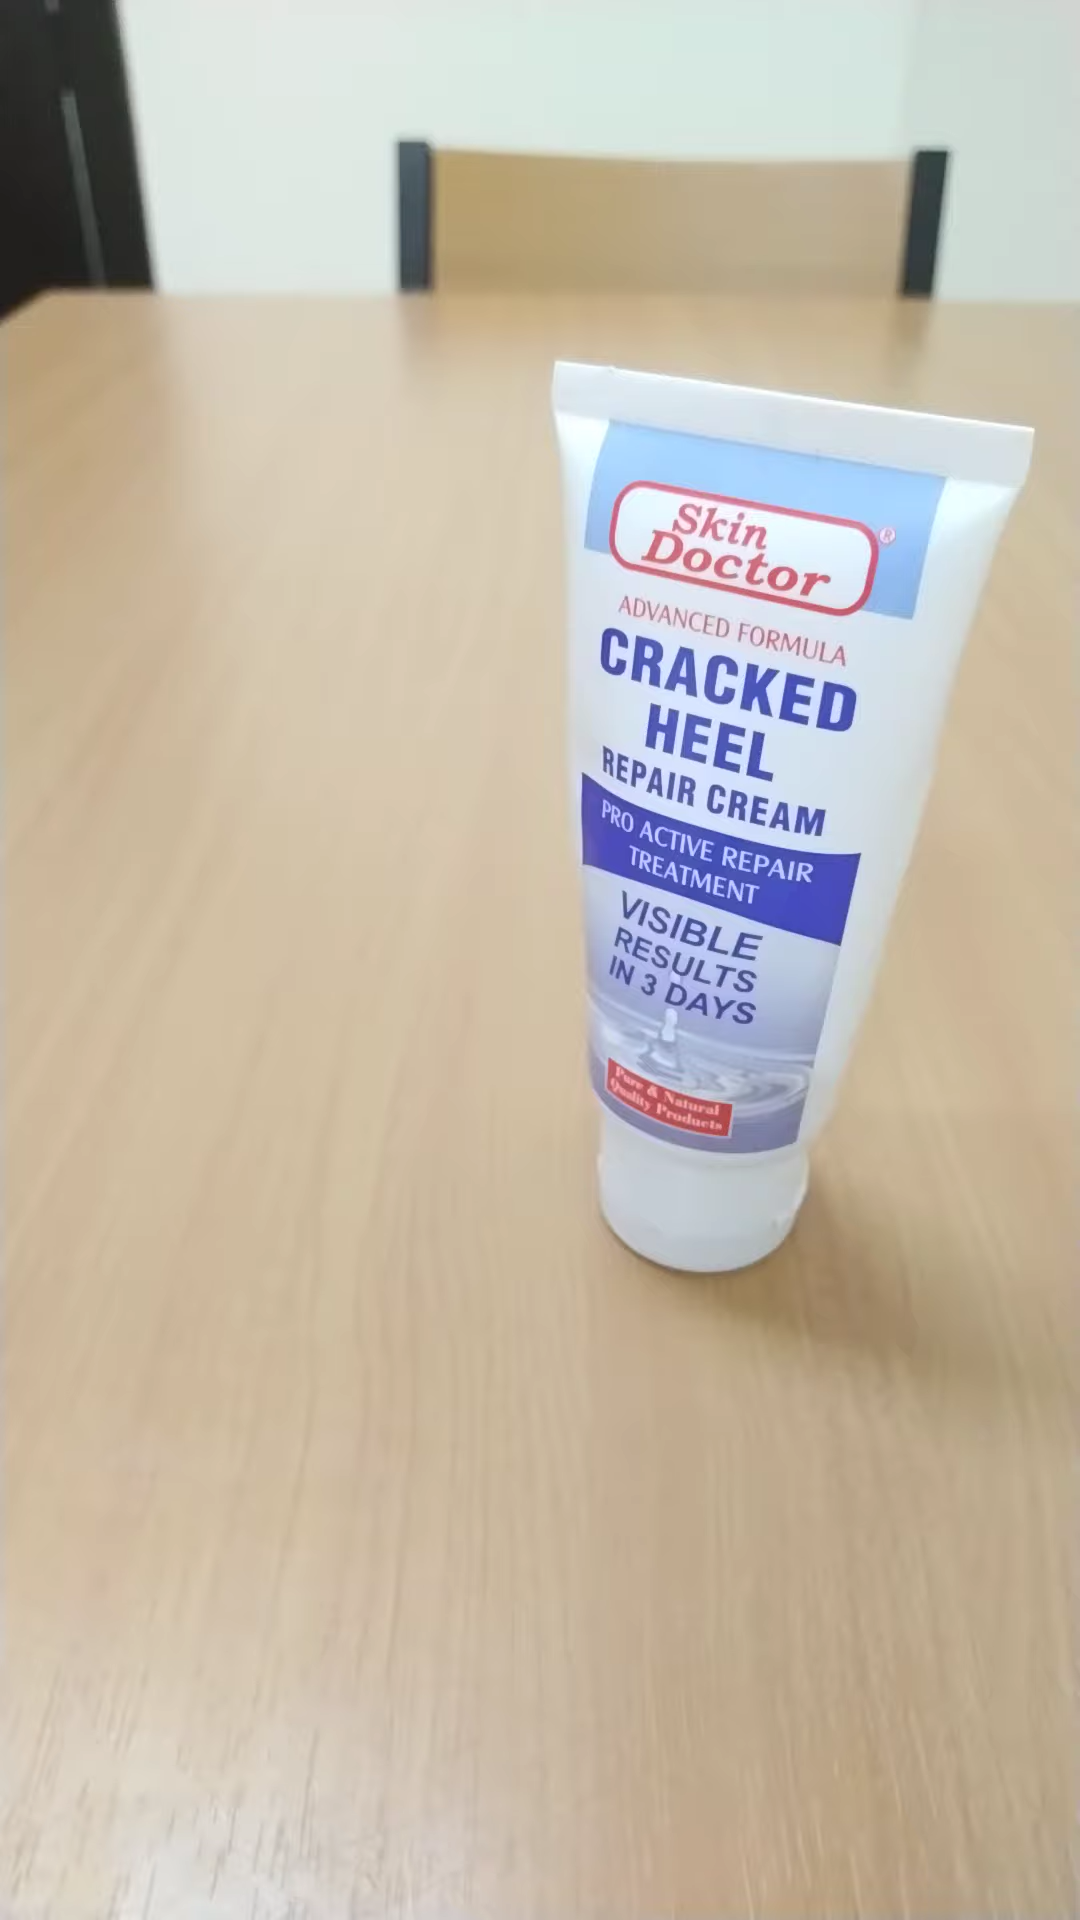 Skin
Doctor®
ADVANCED FORMULA
CRACKED
HEEL
REPAIR CREAM
PRO ACTIVE REPAIR
TREATMENT
VISIBLE
RESULTS
IN 3 DAYS
Pure & Natural
Quality Products